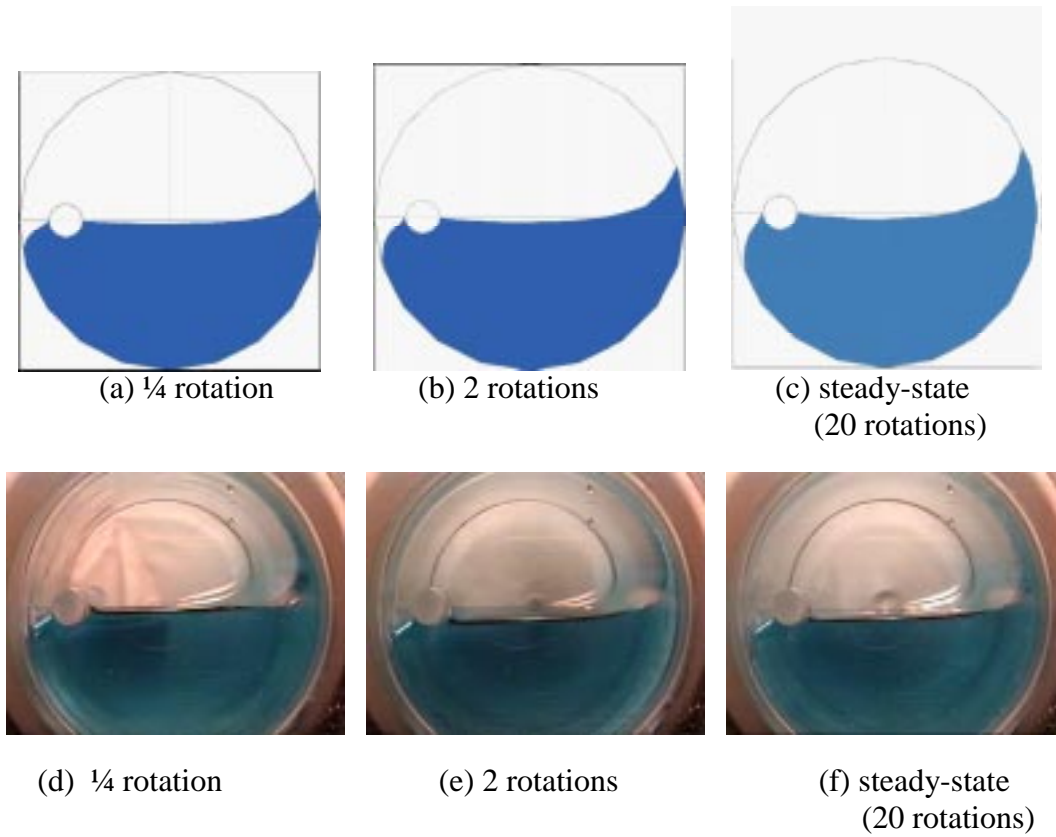 (a) ¼ rotation
(b) 2 rotations
(c) steady-state
(20 rotations)
(d) ¼ rotation
(e) 2 rotations
(f) steady-state
(20 rotations)